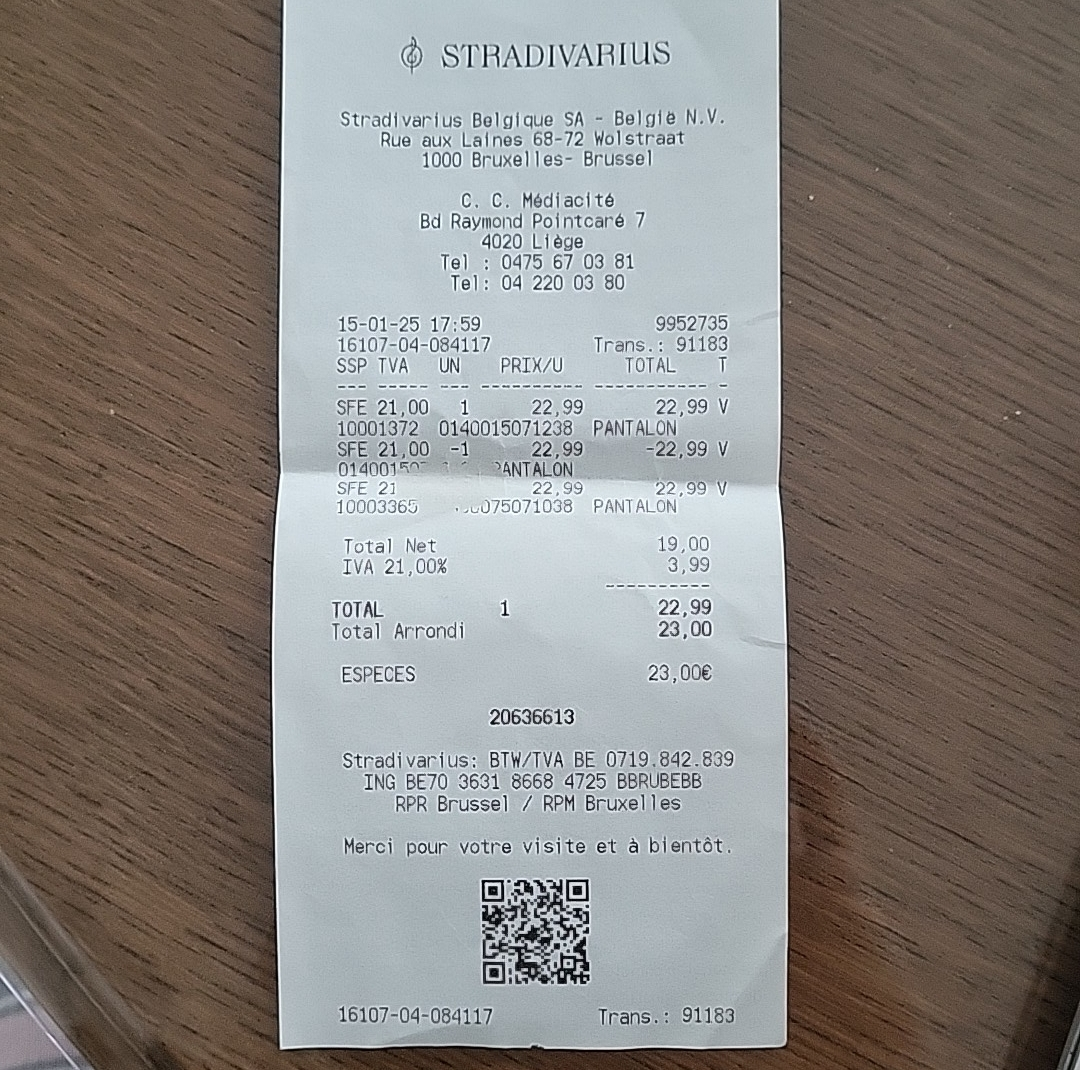 STRADIVARIUS
Stradivarius Belgique SA - België N.V.
Rue aux Laines 68-72 Wolstraat
1000 Bruxelles- Brussel
C. C. Médiacité
Bd Raymond Pointcaré 7
4020 Liège
Tel : 0475 67 03 81
Tel: 04 220 03 80
15-01-25 17:59 9952735
16107-04-084117 Trans.: 91183
SSP TVA UN PRIX/U TOTAL T
--- ----- --- ---------- ----------- -
SFE 21,00 1 22,99 22,99 V
10001372 0140015071238 PANTALON
SFE 21,00 -1 22,99 -22,99 V
PANTALON
SFE 21 22,99 22,99 V
10003365 PANTALON
Total Net 19,00
IVA 21,00% 3,99
----------
TOTAL 1 22,99
Total Arrondi 23,00
ESPECES 23,00€
20636613
Stradivarius: BTW/TVA BE 0719.842.839
ING BE70 3631 8668 4725 BBRUBEBB
RPR Brussel / RPM Bruxelles
Merci pour votre visite et à bientôt.
16107-04-084117 Trans.: 91183